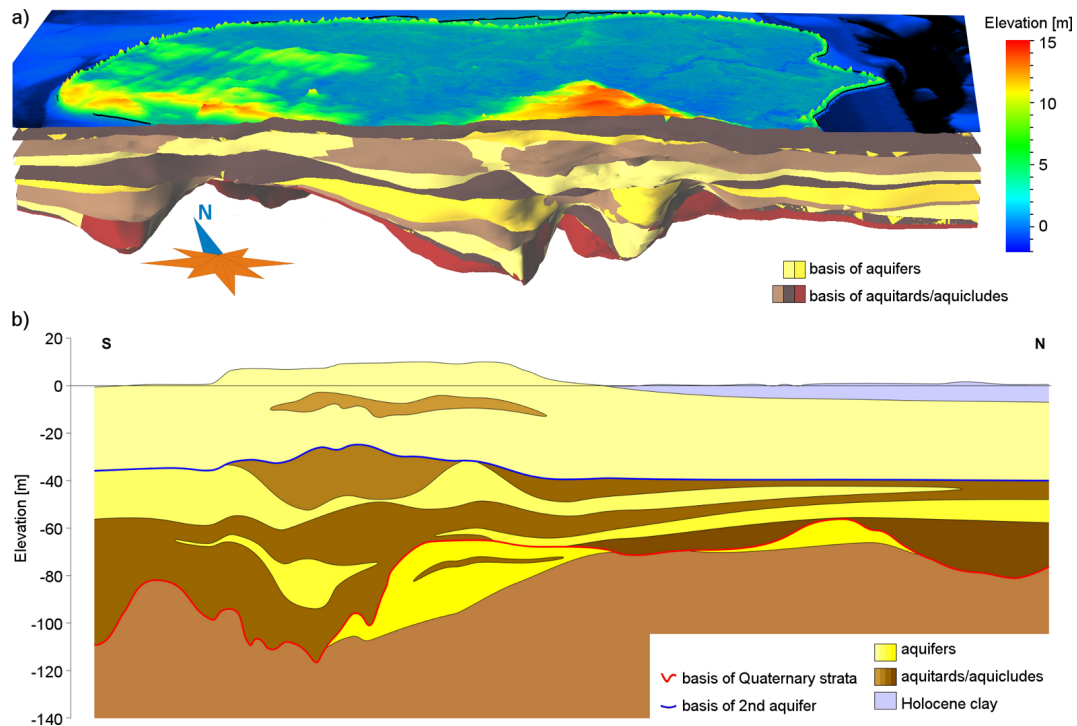 a)
Elevation [m]
15
10
5
0
N
basis of aquifers
basis of aquitards/aquicludes
b)
20
S
N
0
-20
-40
-60
-80
-100
-120
-140
Elevation [m]
basis of Quaternary strata
basis of 2nd aquifer
aquifers
aquitards/aquicludes
Holocene clay